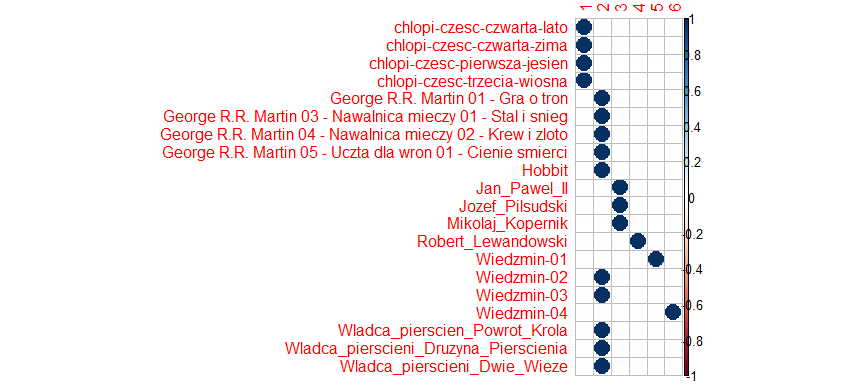 1 2 3 4 5 6
chlopi-czesc-czwarta-lato
chlopi-czesc-czwarta-zima
chlopi-czesc-pierwsza-jesien
chlopi-czesc-trzecia-wiosna
George R.R. Martin 01 - Gra o tron
George R.R. Martin 03 - Nawalnica mieczy 01 - Stal i snieg
George R.R. Martin 04 - Nawalnica mieczy 02 - Krew i zloto
George R.R. Martin 05 - Uczta dla wron 01 - Cienie smierci
Hobbit
Jan_Pawel_II
Jozef_Pilsudski
Mikolaj_Kopernik
Robert_Lewandowski
Wiedzmin-01
Wiedzmin-02
Wiedzmin-03
Wiedzmin-04
Wladca_pierscien_Powrot_Krola
Wladca_pierscieni_Druzyna_Pierscienia
Wladca_pierscieni_Dwie_Wieze
1
0.8
0.6
0.4
0.2
0
-0.2
-0.4
-0.6
-0.8
-1